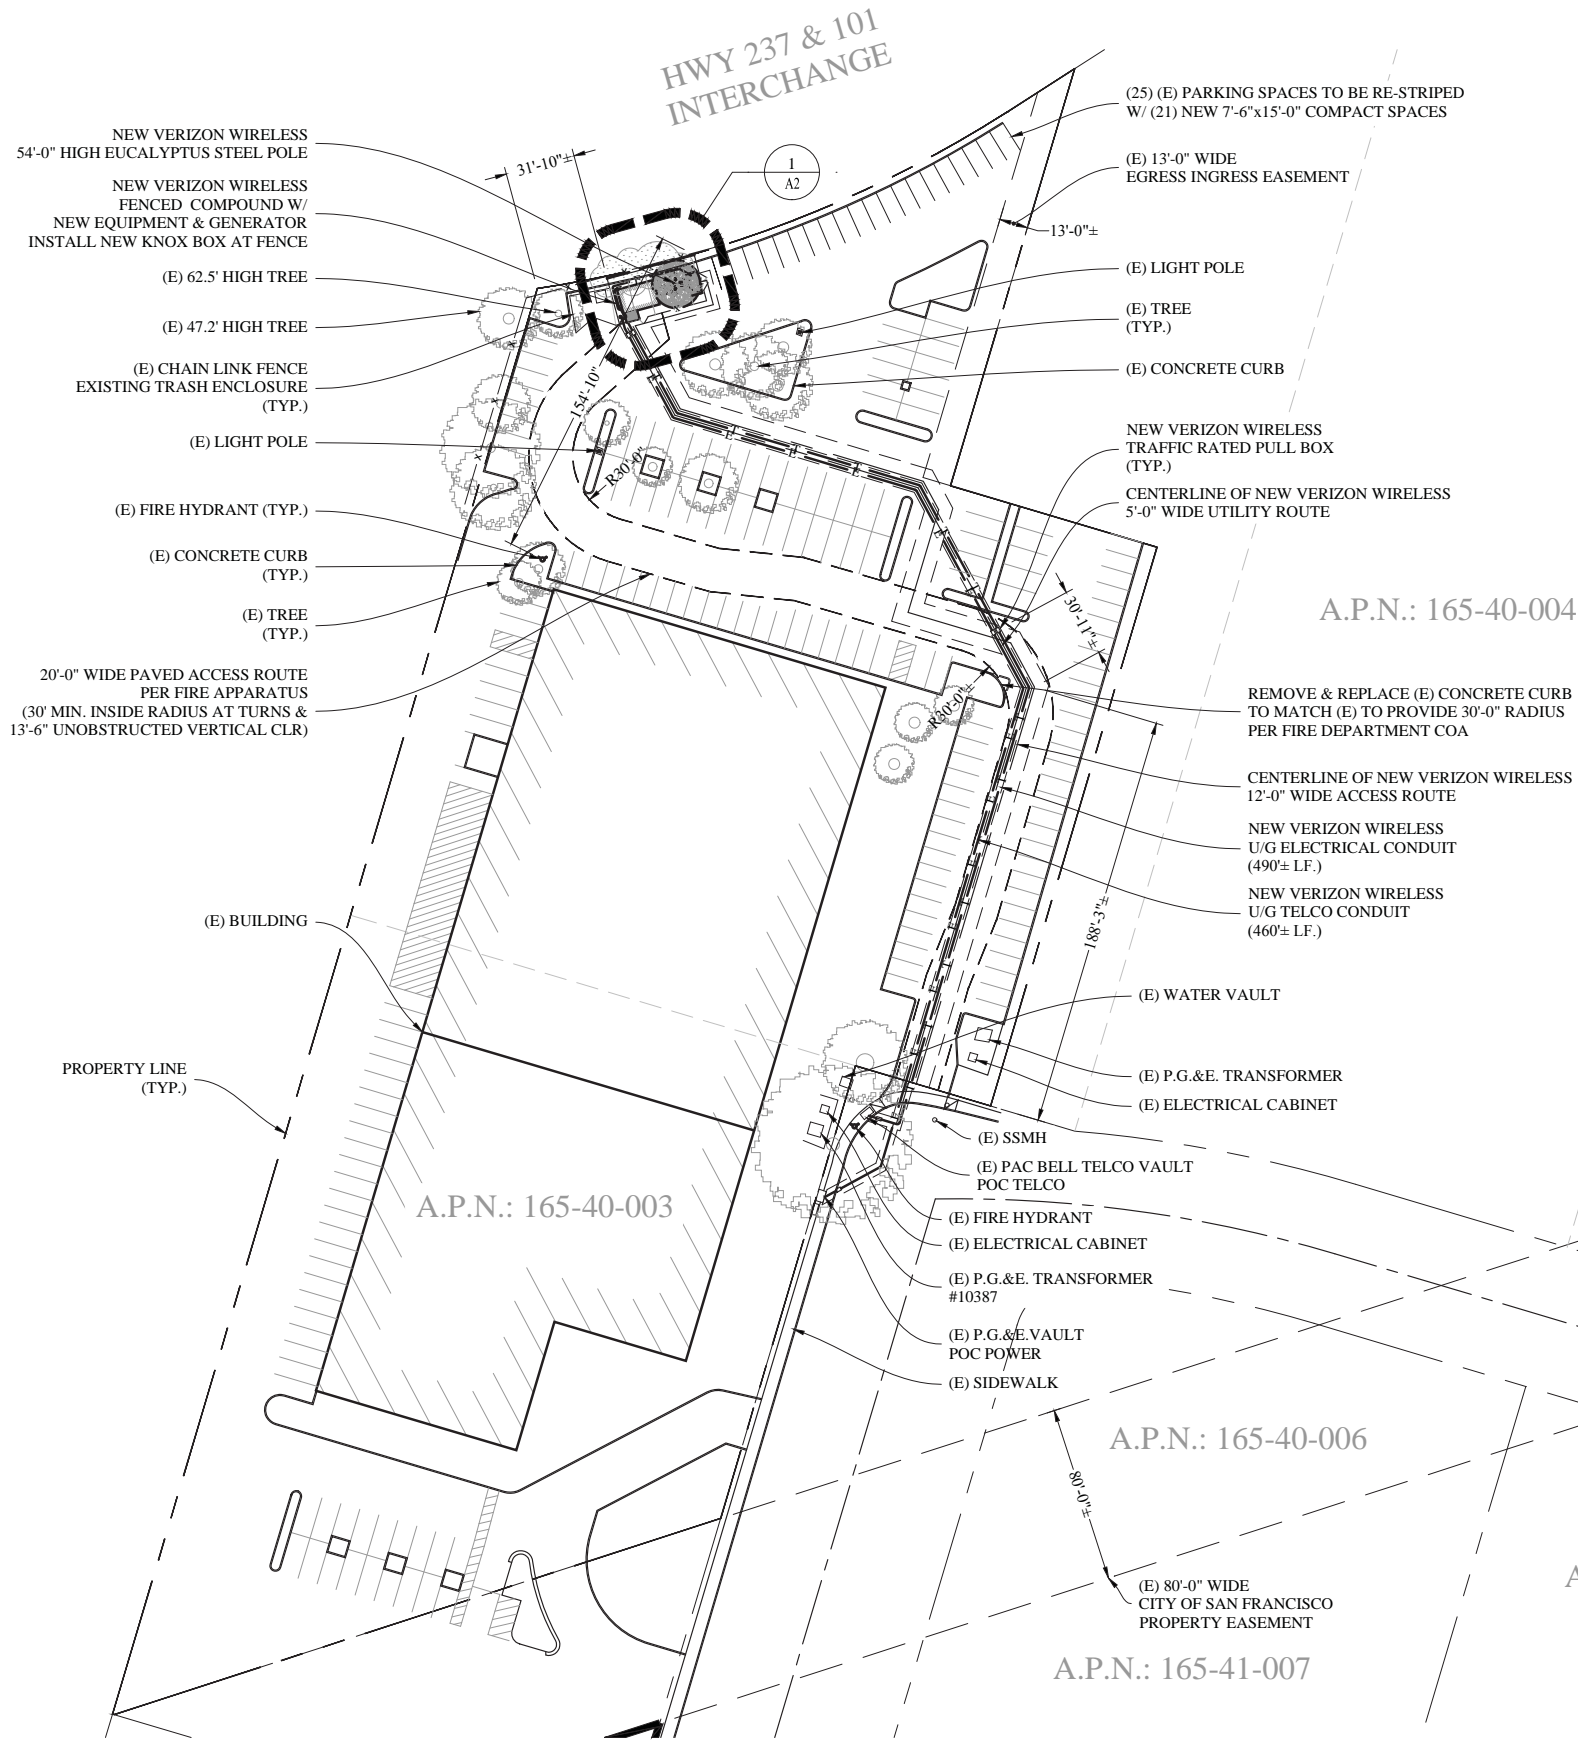 HWY 237 & 101
INTERCHANGE
NEW VERIZON WIRELESS
54'-0" HIGH EUCALYPTUS STEEL POLE
NEW VERIZON WIRELESS
FENCED COMPOUND W/
NEW EQUIPMENT & GENERATOR
INSTALL NEW KNOX BOX AT FENCE
(E) 62.5' HIGH TREE
(E) 47.2' HIGH TREE
(E) CHAIN LINK FENCE
EXISTING TRASH ENCLOSURE
(TYP.)
(E) LIGHT POLE
(E) FIRE HYDRANT (TYP.)
(E) CONCRETE CURB
(TYP.)
(E) TREE
(TYP.)
20'-0" WIDE PAVED ACCESS ROUTE
PER FIRE APPARATUS
(30' MIN. INSIDE RADIUS AT TURNS &
13'-6" UNOBSTRUCTED VERTICAL CLR)
(E) BUILDING
PROPERTY LINE
(TYP.)
31'-10"±
1
A2
154'-10"
R30'-0"
13'-0"±
30'-11"±
R30'-0"±
188'-3"±
80'-0"±
(25) (E) PARKING SPACES TO BE RE-STRIPED
W/ (21) NEW 7'-6"x15'-0" COMPACT SPACES
(E) 13'-0" WIDE
EGRESS INGRESS EASEMENT
(E) LIGHT POLE
(E) TREE
(TYP.)
(E) CONCRETE CURB
NEW VERIZON WIRELESS
TRAFFIC RATED PULL BOX
(TYP.)
CENTERLINE OF NEW VERIZON WIRELESS
5'-0" WIDE UTILITY ROUTE
A.P.N.: 165-40-004
REMOVE & REPLACE (E) CONCRETE CURB
TO MATCH (E) TO PROVIDE 30'-0" RADIUS
PER FIRE DEPARTMENT COA
CENTERLINE OF NEW VERIZON WIRELESS
12'-0" WIDE ACCESS ROUTE
NEW VERIZON WIRELESS
U/G ELECTRICAL CONDUIT
(490'± LF.)
NEW VERIZON WIRELESS
U/G TELCO CONDUIT
(460'± LF.)
(E) WATER VAULT
(E) P.G.&E. TRANSFORMER
(E) ELECTRICAL CABINET
(E) SSMH
(E) PAC BELL TELCO VAULT
POC TELCO
(E) FIRE HYDRANT
(E) ELECTRICAL CABINET
(E) P.G.&E. TRANSFORMER
#10387
(E) P.G.&E.VAULT
POC POWER
(E) SIDEWALK
A.P.N.: 165-40-003
A.P.N.: 165-40-006
(E) 80'-0" WIDE
CITY OF SAN FRANCISCO
PROPERTY EASEMENT
A.P.N.: 165-41-007